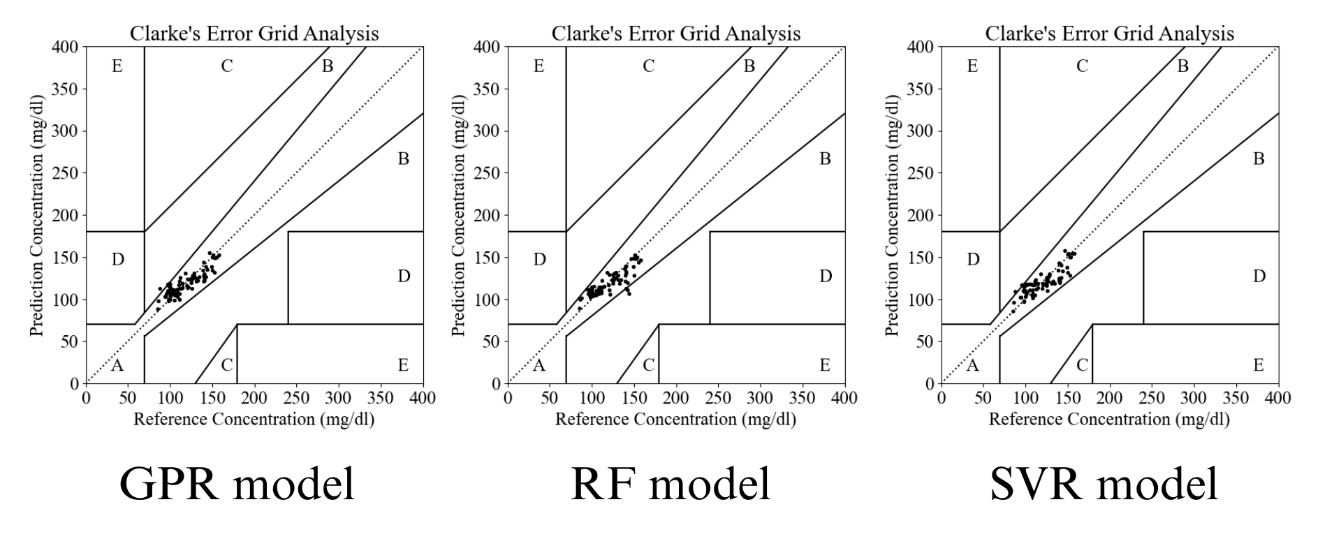 Clarke's Error Grid Analysis
400
350
300
250
200
150
100
50
0
Prediction Concentration (mg/dl)
E
C
B
B
D
D
A
C
E
0 50 100 150 200 250 300 350 400
Reference Concentration (mg/dl)
GPR model
Clarke's Error Grid Analysis
400
350
300
250
200
150
100
50
0
Prediction Concentration (mg/dl)
E
C
B
B
D
D
A
C
E
0 50 100 150 200 250 300 350 400
Reference Concentration (mg/dl)
RF model
Clarke's Error Grid Analysis
400
350
300
250
200
150
100
50
0
Prediction Concentration (mg/dl)
E
C
B
B
D
D
A
C
E
0 50 100 150 200 250 300 350 400
Reference Concentration (mg/dl)
SVR model